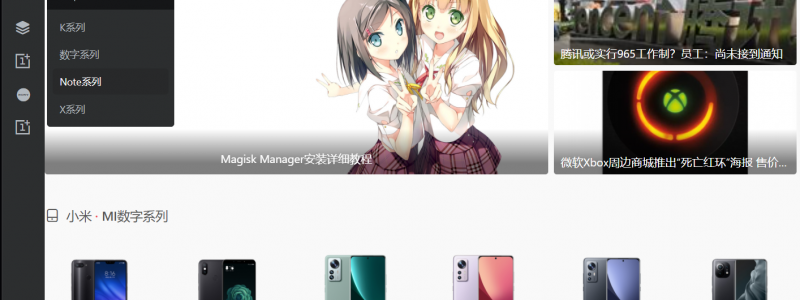 K系列
数字系列
Note系列
X系列
Magisk Manager安装详细教程
Tencent 腾讯
腾讯或实行965工作制?员工:尚未接到通知
微软Xbox周边商城推出“死亡红环”海报 售价...
小米 · MI数字系列